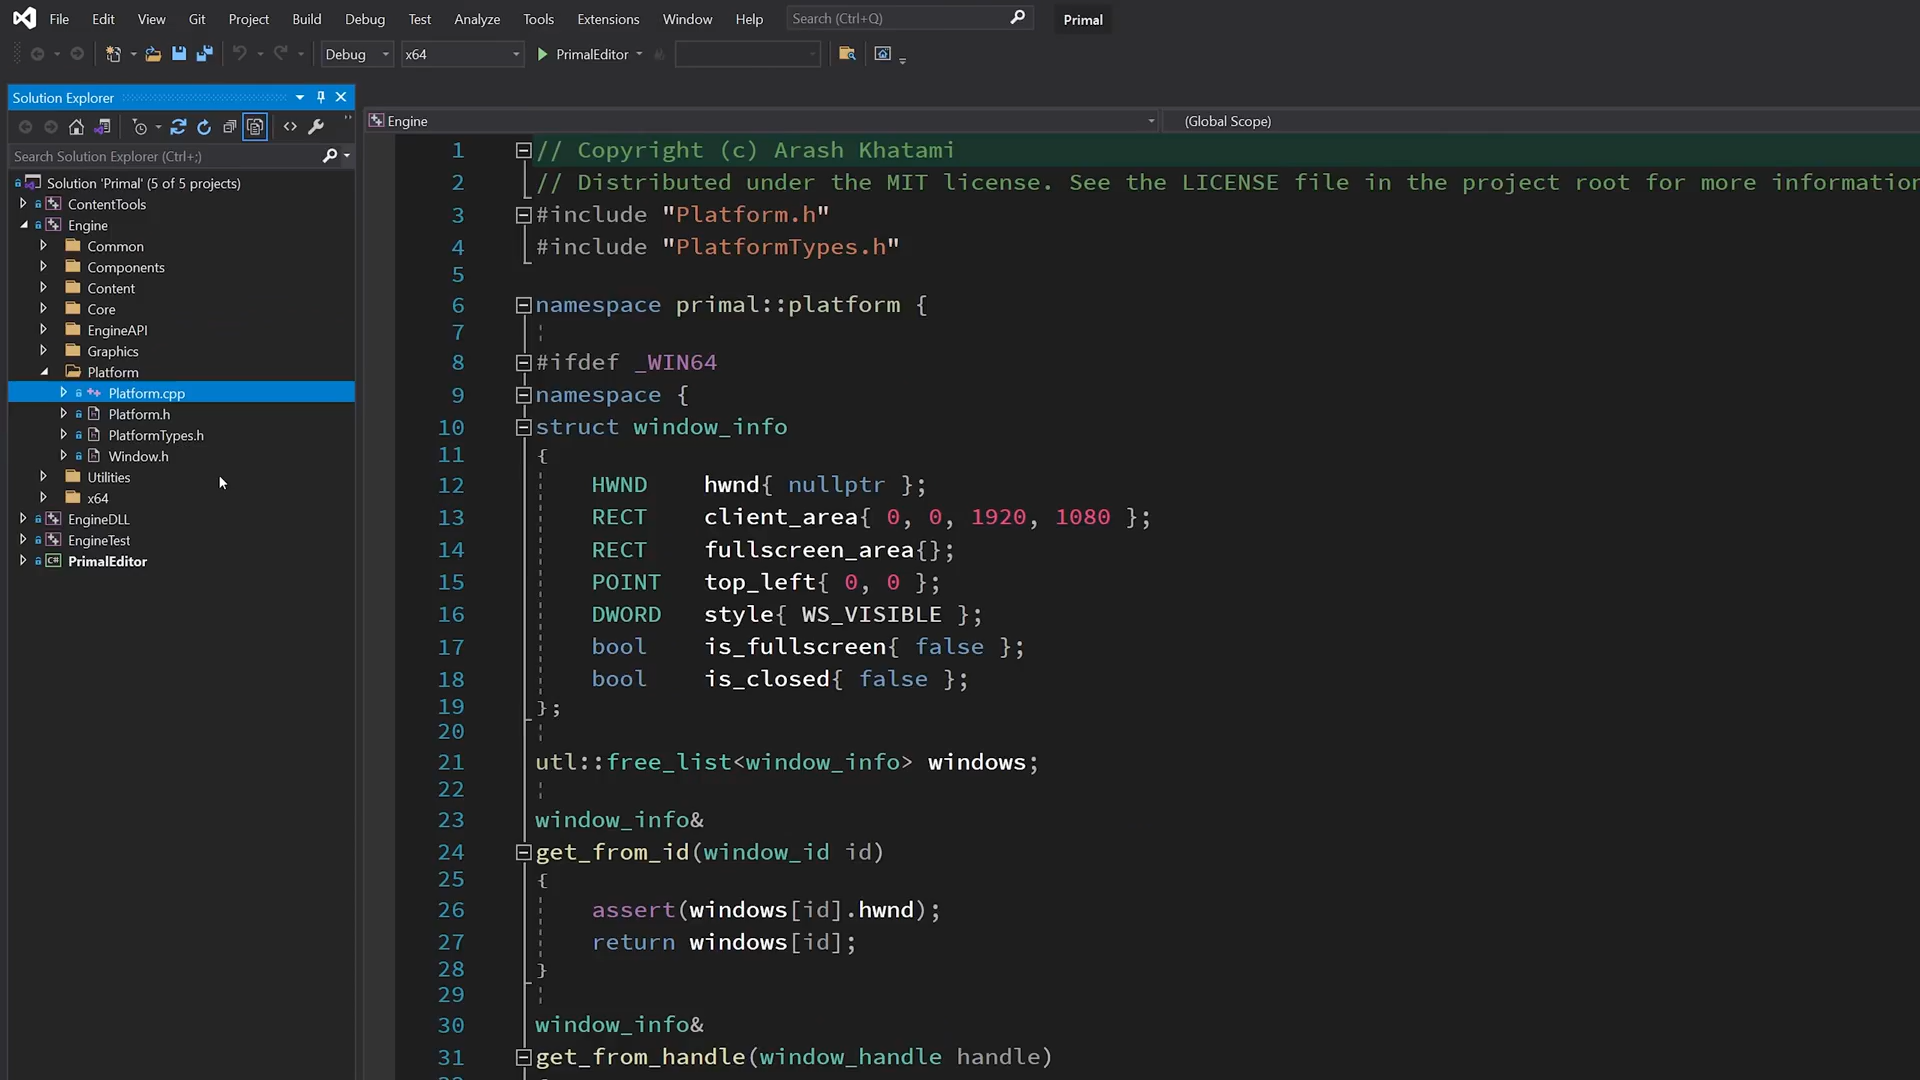 File Edit View Git Project Build Debug Test Analyze Tools Extensions Window Help Search (Ctrl+Q) Primal
Debug x64 PrimalEditor
Solution Explorer
Search Solution Explorer (Ctrl+;)
Solution 'Primal' (5 of 5 projects)
ContentTools
Engine
Common
Components
Content
Core
EngineAPI
Graphics
Platform
Platform.cpp
Platform.h
PlatformTypes.h
Window.h
Utilities
x64
EngineDLL
EngineTest
PrimalEditor
Engine (Global Scope)
1 // Copyright (c) Arash Khatami
2 // Distributed under the MIT license. See the LICENSE file in the project root for more information
3 #include "Platform.h"
4 #include "PlatformTypes.h"
5
6 namespace primal::platform {
7
8 #ifdef _WIN64
9 namespace {
10 struct window_info
11 {
12 HWND hwnd{ nullptr };
13 RECT client_area{ 0, 0, 1920, 1080 };
14 RECT fullscreen_area{};
15 POINT top_left{ 0, 0 };
16 DWORD style{ WS_VISIBLE };
17 bool is_fullscreen{ false };
18 bool is_closed{ false };
19 };
20
21 utl::free_list<window_info> windows;
22
23 window_info&
24 get_from_id(window_id id)
25 {
26 assert(windows[id].hwnd);
27 return windows[id];
28 }
29
30 window_info&
31 get_from_handle(window_handle handle)